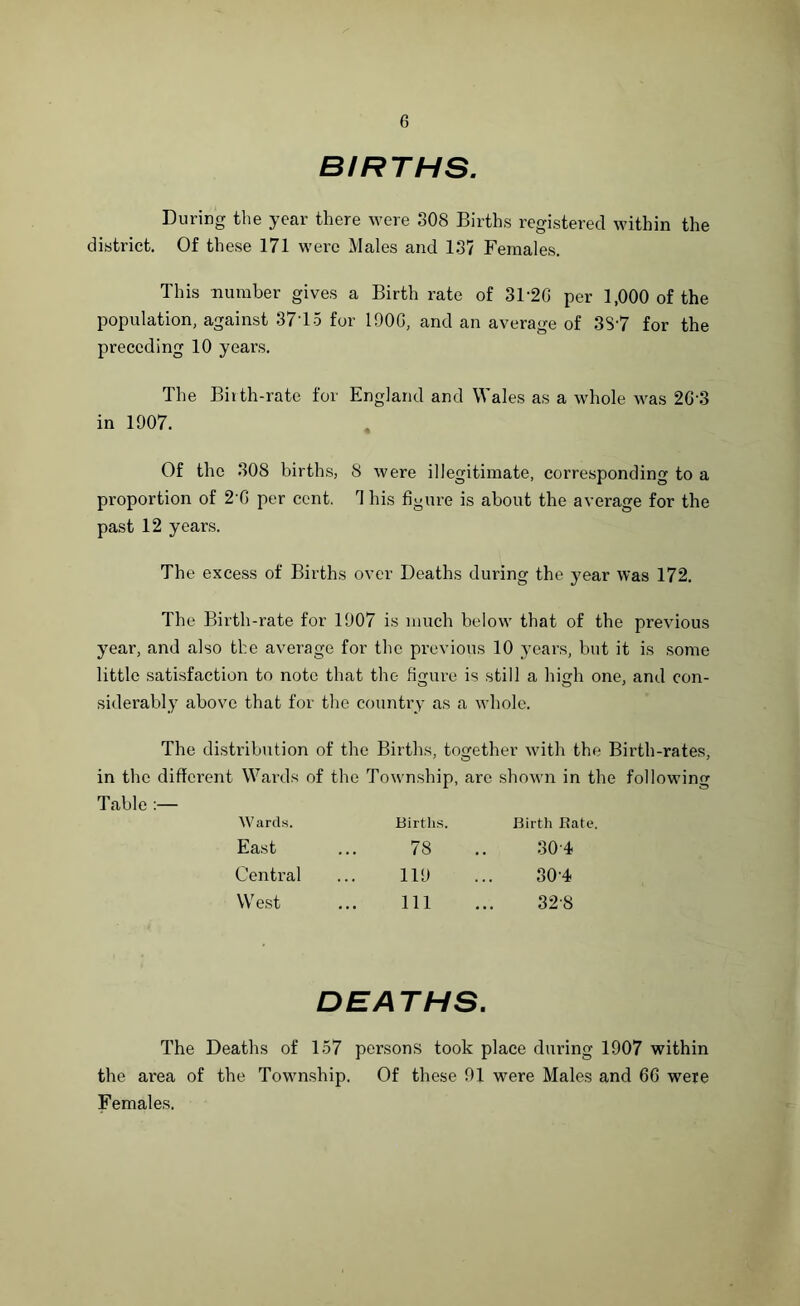 6
BIRTHS.
During the year there were 308 Births registered within the
district. Of these 171 were Males and 137 Females.
This number gives a Birth rate of 31·26 per 1,000 of the
population, against 37·15 for 1906, and an average of 38·7 for the
preceding 10 years.
The Birth-rate for England and Wales as a whole was 26·3
in 1907.
Of the 308 births, 8 were illegitimate, corresponding to a
proportion of 2·6 per cent. This figure is about the average for the
past 12 years.
The excess of Births over Deaths during the year was 172.
The Birth-rate for 1907 is much below that of the previous
year, and also the average for the previous 10 years, but it is some
little satisfaction to note that the figure is still a high one, and con-
siderably above that for the country as a whole.
The distribution of the Births, together with the Birth-rates,
in the different Wards of the Township, are shown in the following
Table :—
Wards. Births. Birth Rate.
East ... 78 .. 30·4
Central ... 119 ... 30·4
West ... 111 ... 32·8
DEATHS.
The Deaths of 157 persons took place during 1907 within
the area of the Township. Of these 91 were Males and 66 were
Females.